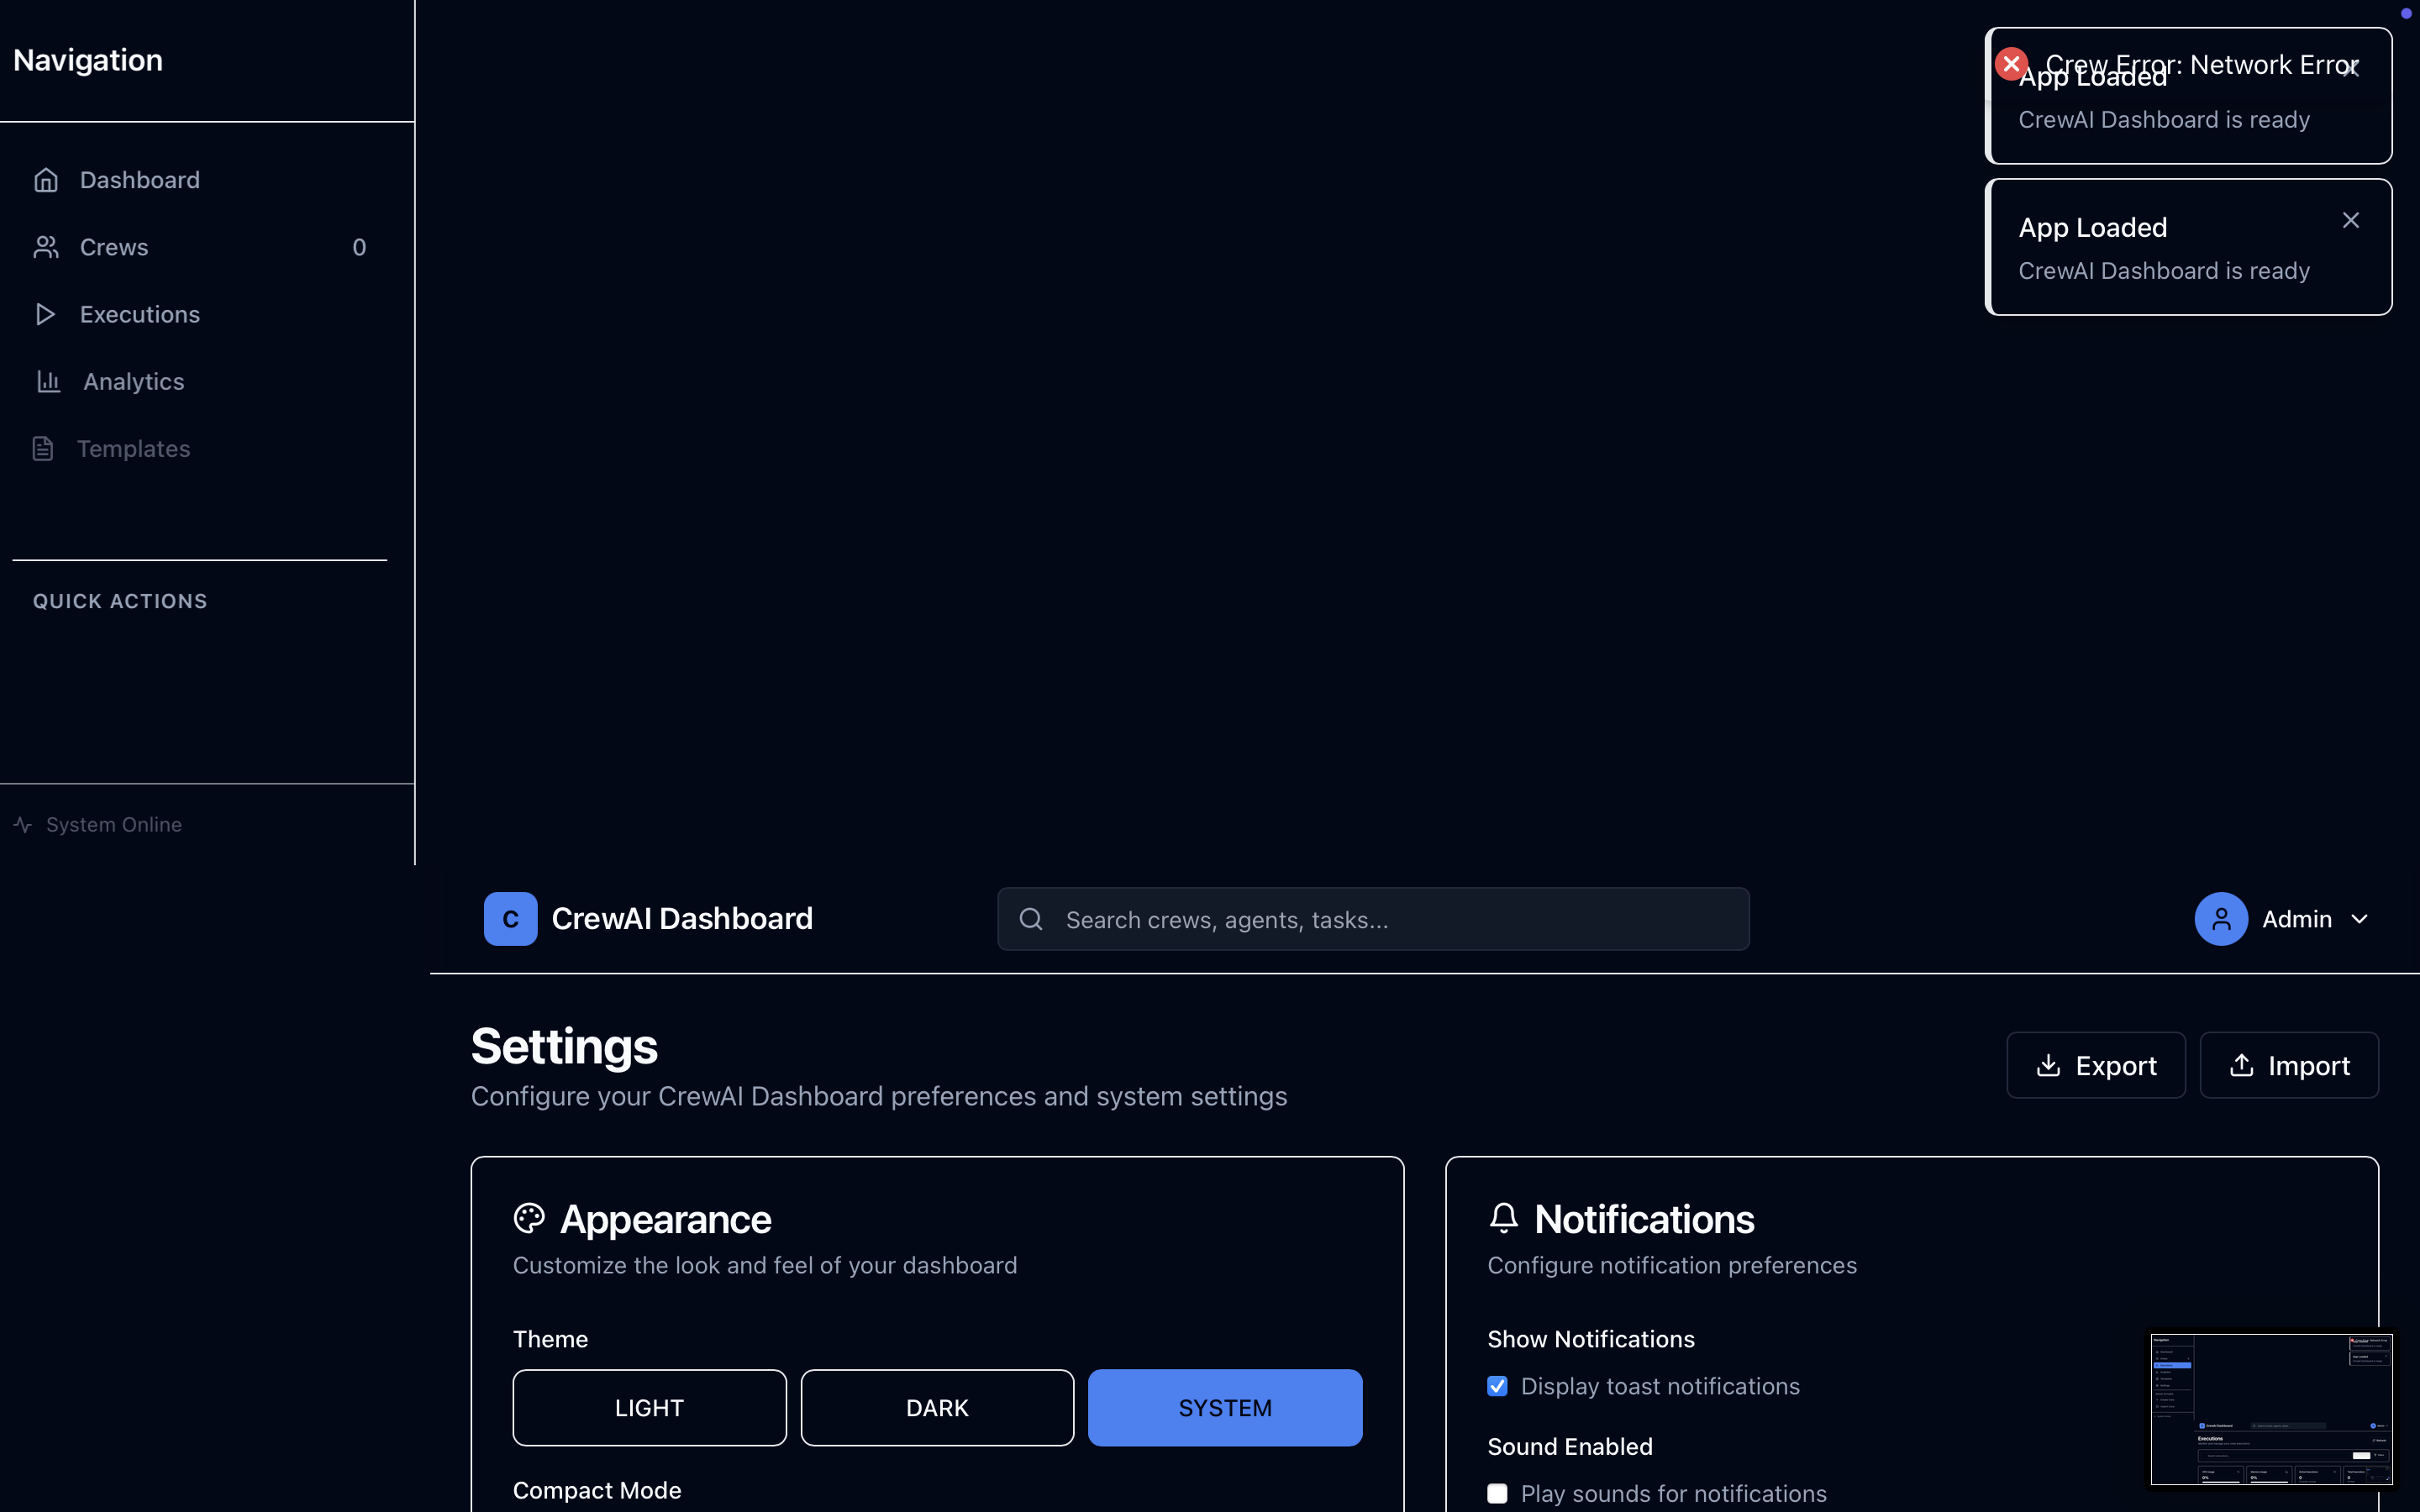 Navigation
Dashboard
Crews 0
Executions
Analytics
Templates
QUICK ACTIONS
System Online
Crew Error: Network Error
App Loaded
CrewAI Dashboard is ready
App Loaded
CrewAI Dashboard is ready
C CrewAI Dashboard
Search crews, agents, tasks...
Admin
Settings
Configure your CrewAI Dashboard preferences and system settings
Export
Import
Appearance
Customize the look and feel of your dashboard
Theme
LIGHT DARK SYSTEM
Compact Mode
Notifications
Configure notification preferences
Show Notifications
Display toast notifications
Sound Enabled
Play sounds for notifications